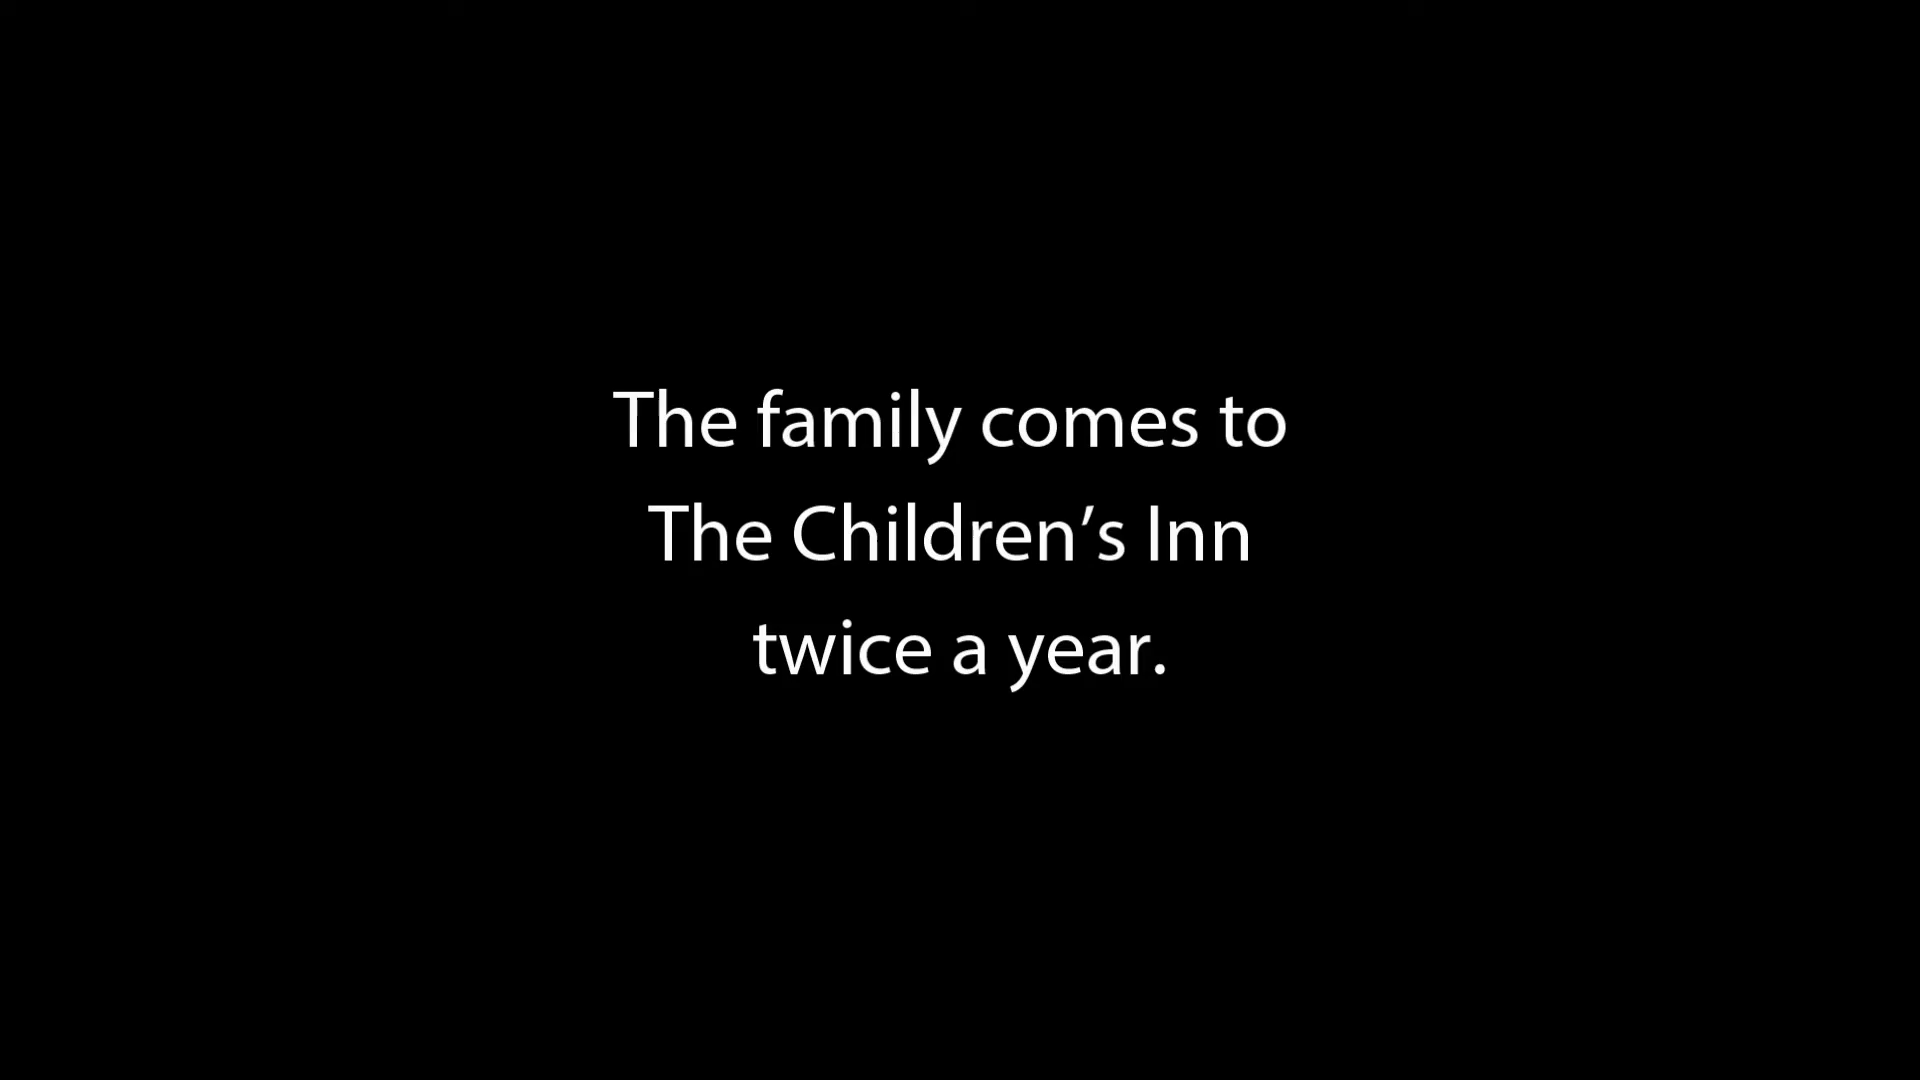 The family comes to
The Children’s Inn
twice a year.